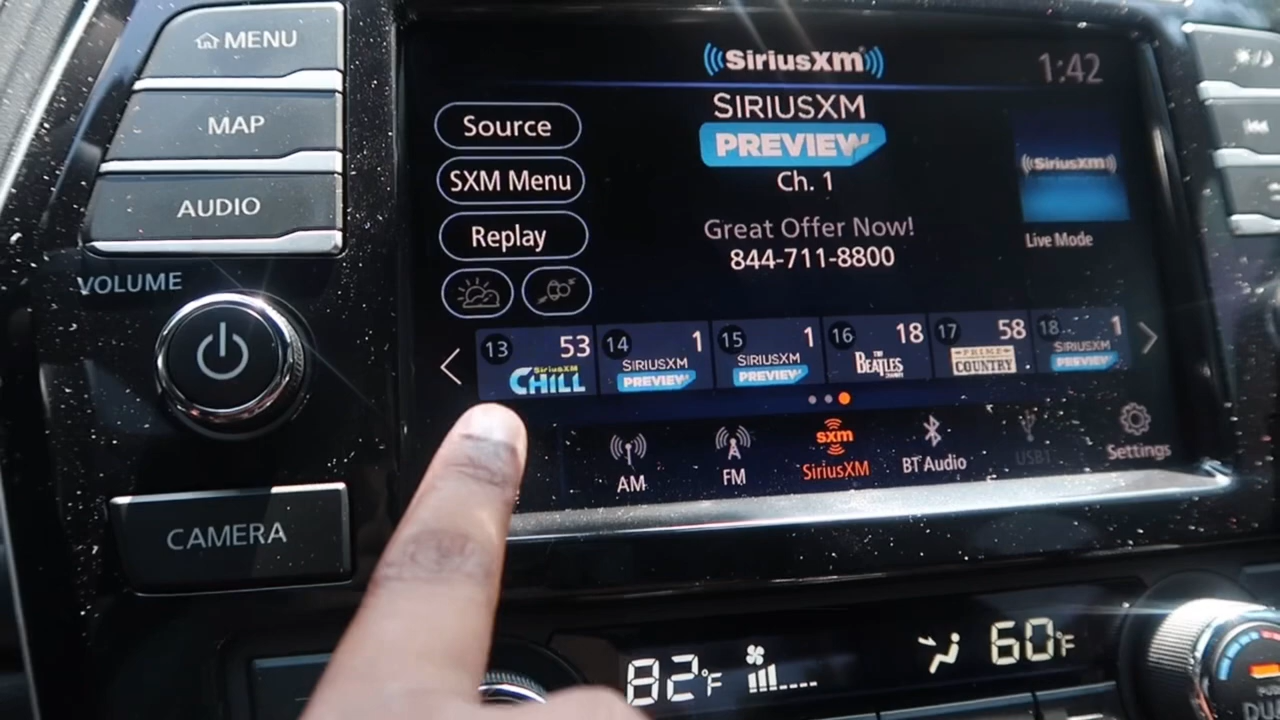 MENU
MAP
AUDIO
VOLUME
CAMERA
SiriusXM
1:42
Source
SXM Menu
Replay
SIRIUSXM
PREVIEW
Ch. 1
Great Offer Now!
844-711-8800
SiriusXM
Live Mode
13 53
SiriusXM
CHILL
14 1
SIRIUSXM
PREVIEW
15 1
SIRIUSXM
PREVIEW
16 18
THE
BEATLES
17 58
PRIME
COUNTRY
18 1
SIRIUSXM
PREVIEW
AM
FM
sxm
SiriusXM
BT Audio
USB1
Settings
82°F
60°F